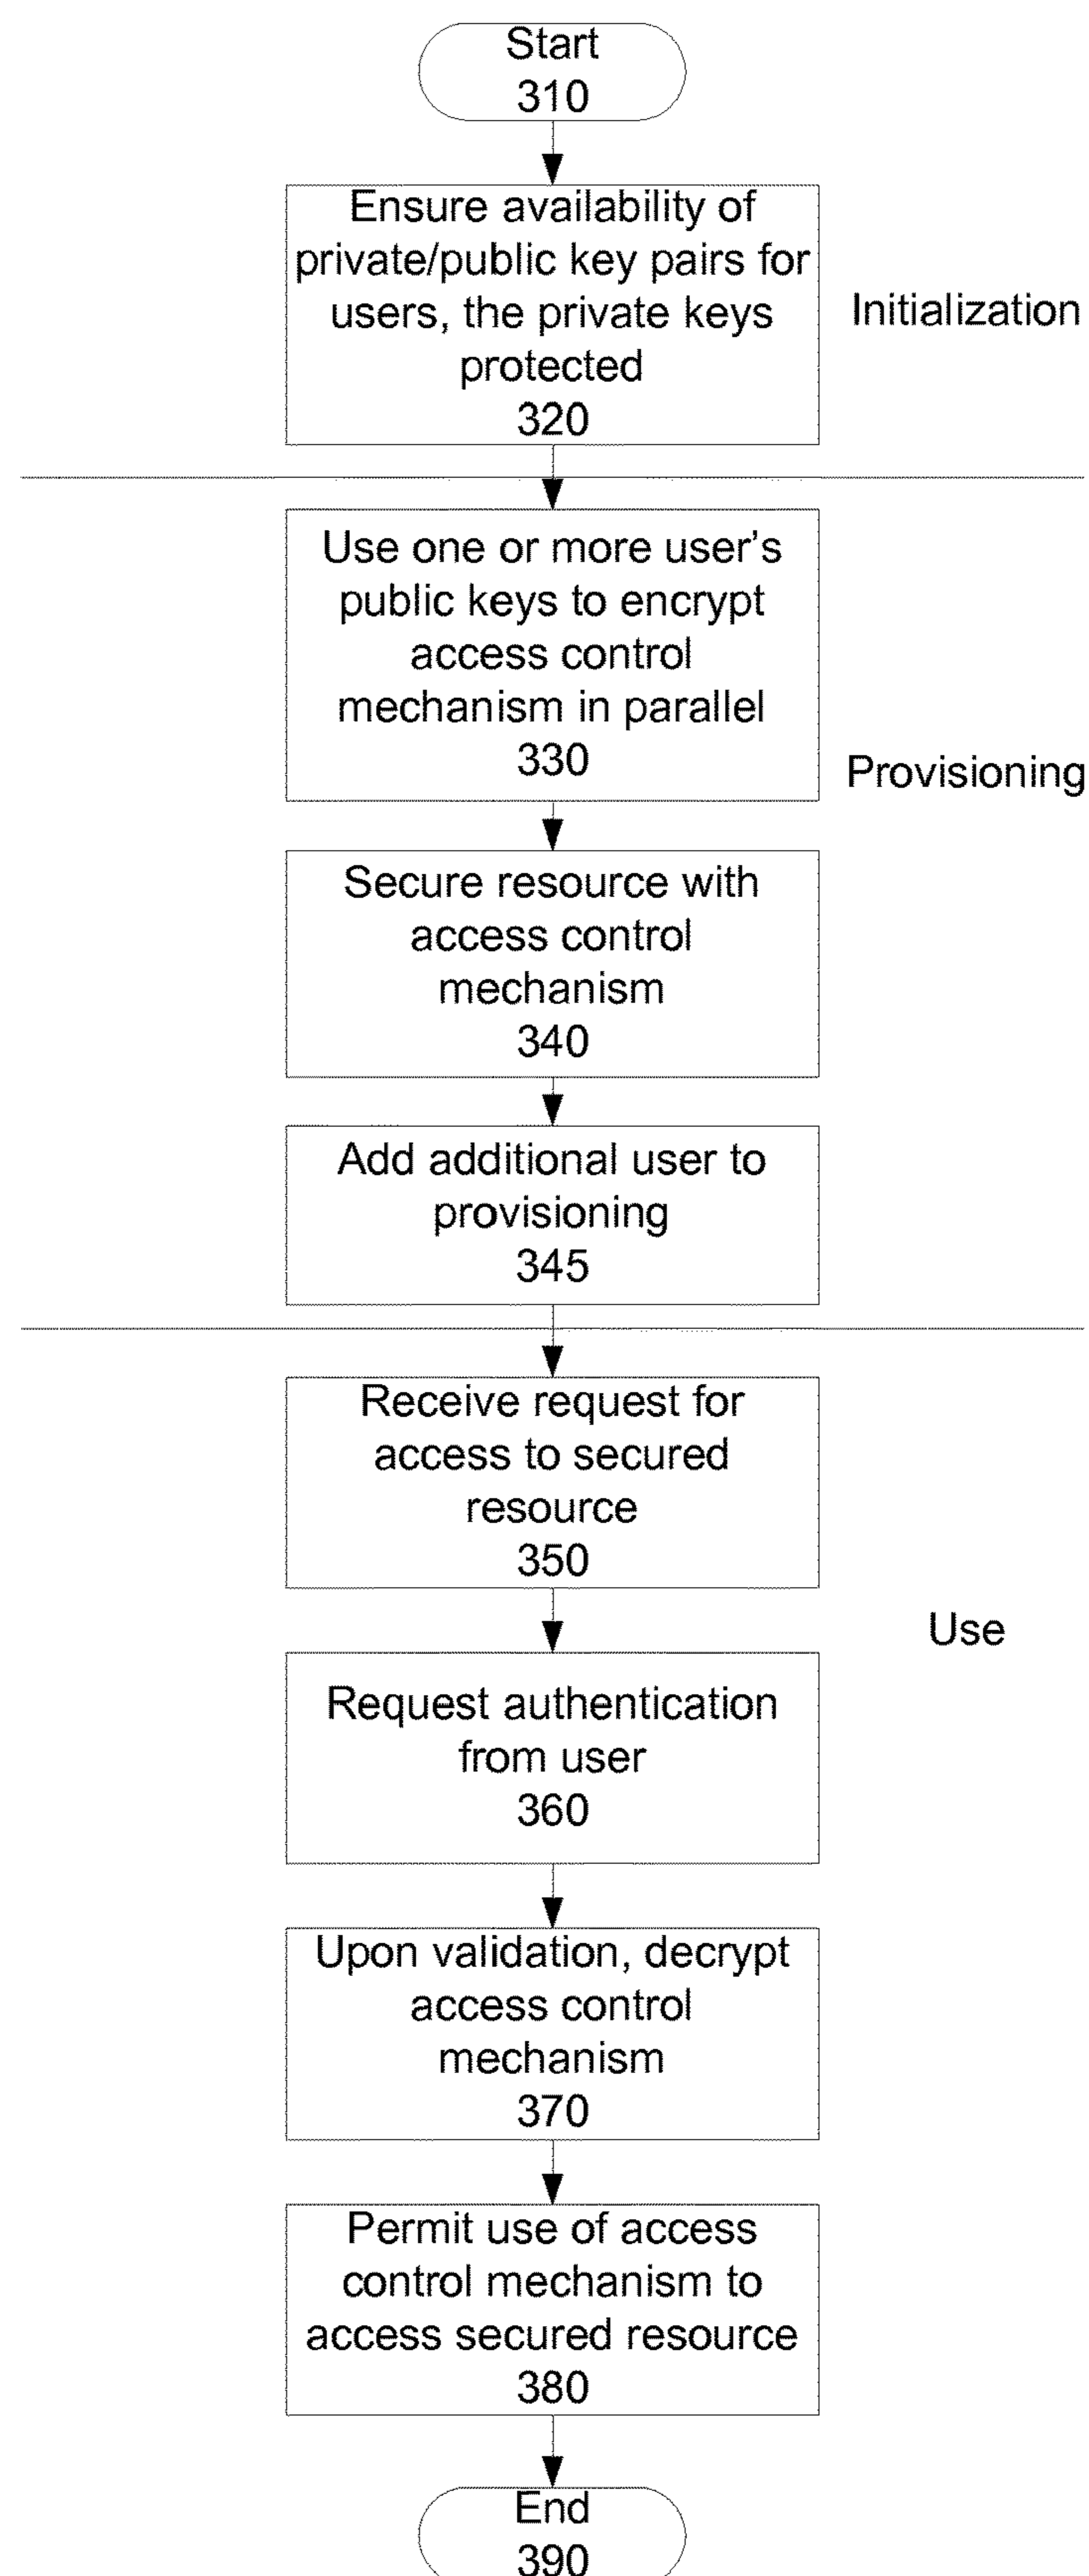 Start
310
Ensure availability of
private/public key pairs for
users, the private keys
protected
320
Initialization
Use one or more user's
public keys to encrypt
access control
mechanism in parallel
330
Provisioning
Secure resource with
access control
mechanism
340
Add additional user to
provisioning
345
Receive request for
access to secured
resource
350
Use
Request authentication
from user
360
Upon validation, decrypt
access control
mechanism
370
Permit use of access
control mechanism to
access secured resource
380
End
390